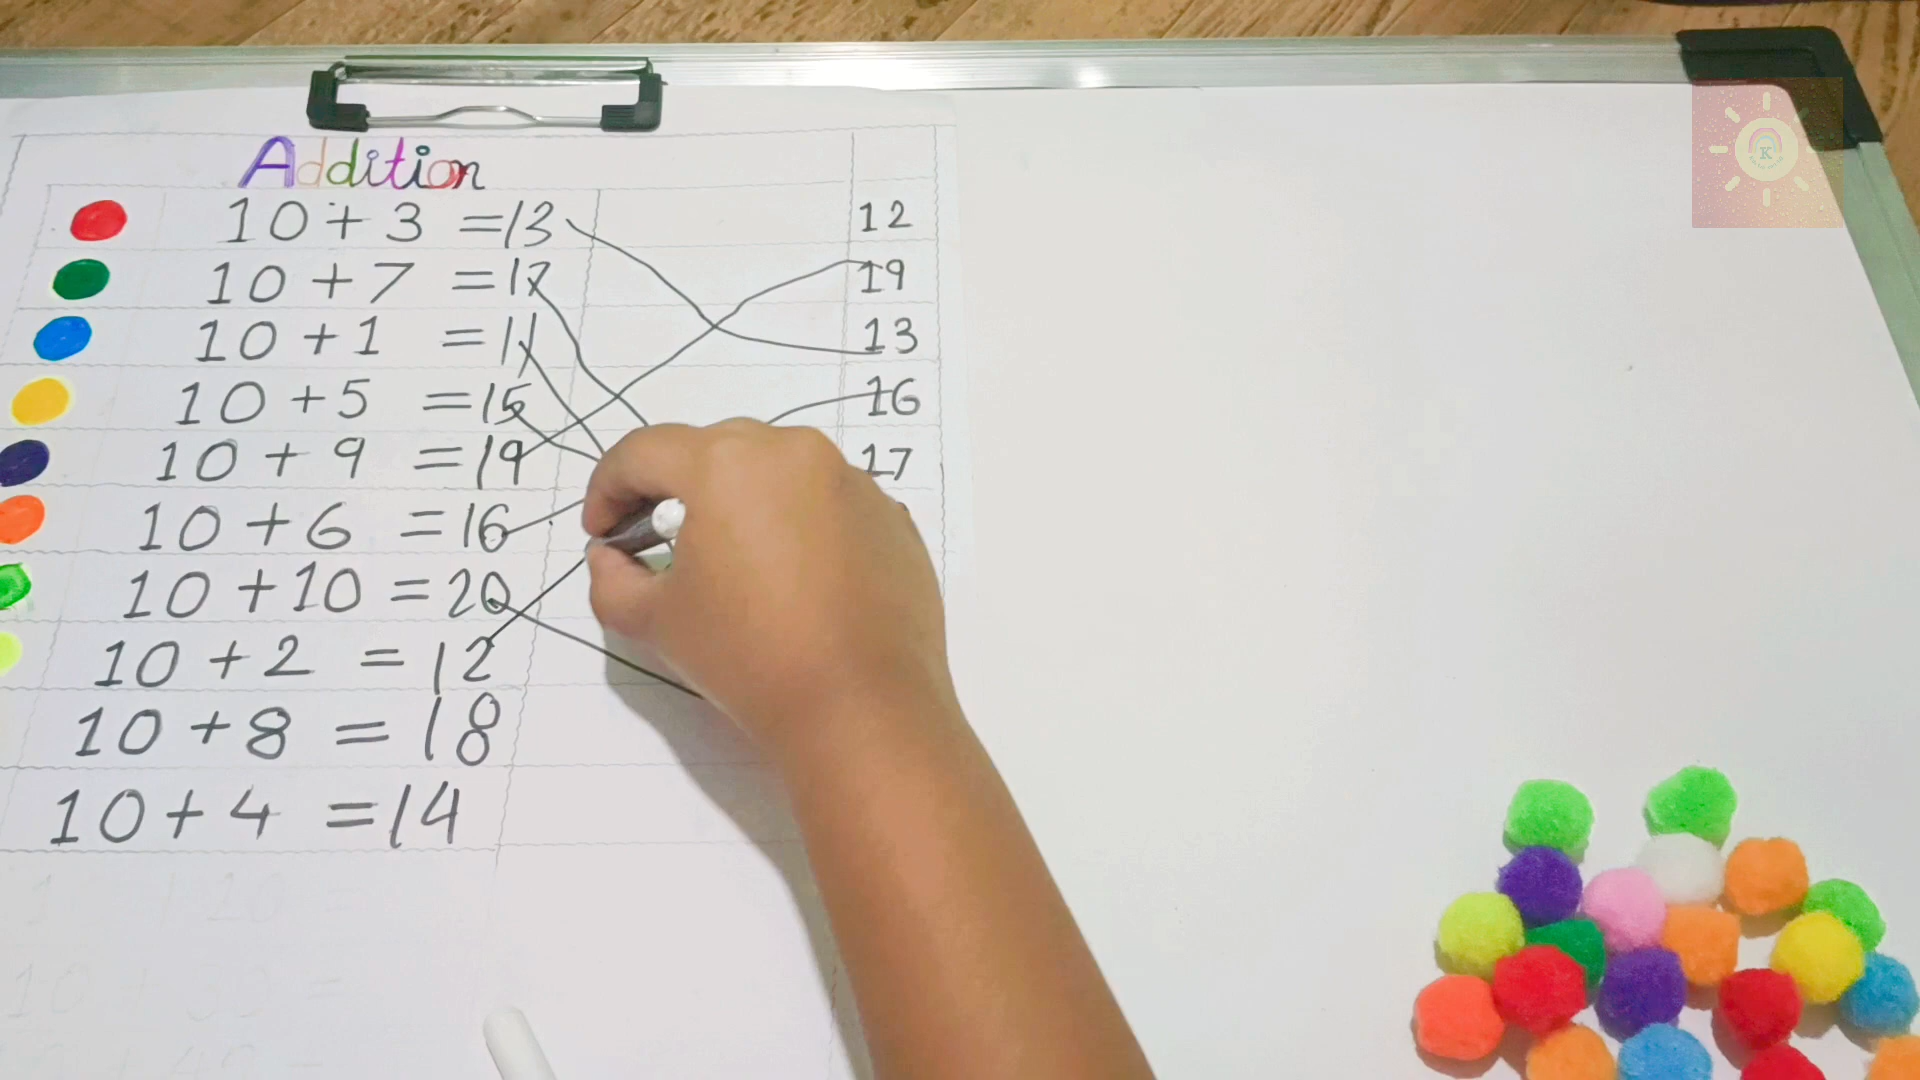 Addition
10 + 3 = 13 12
10 + 7 = 17 19
10 + 1 = 11 13
10 + 5 = 15 16
10 + 9 = 19 17
10 + 6 = 16
10 + 10 = 20
10 + 2 = 12
10 + 8 = 18
10 + 4 = 14
K